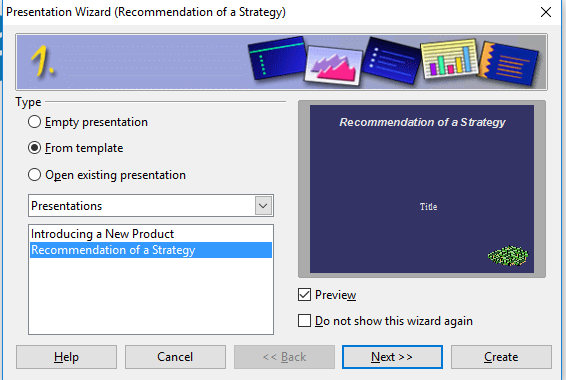 Presentation Wizard (Recommendation of a Strategy)
1.
Type
Empty presentation
From template
Open existing presentation
Presentations
Introducing a New Product
Recommendation of a Strategy
Recommendation of a Strategy
Title
Preview
Do not show this wizard again
Help
Cancel
<< Back
Next >>
Create